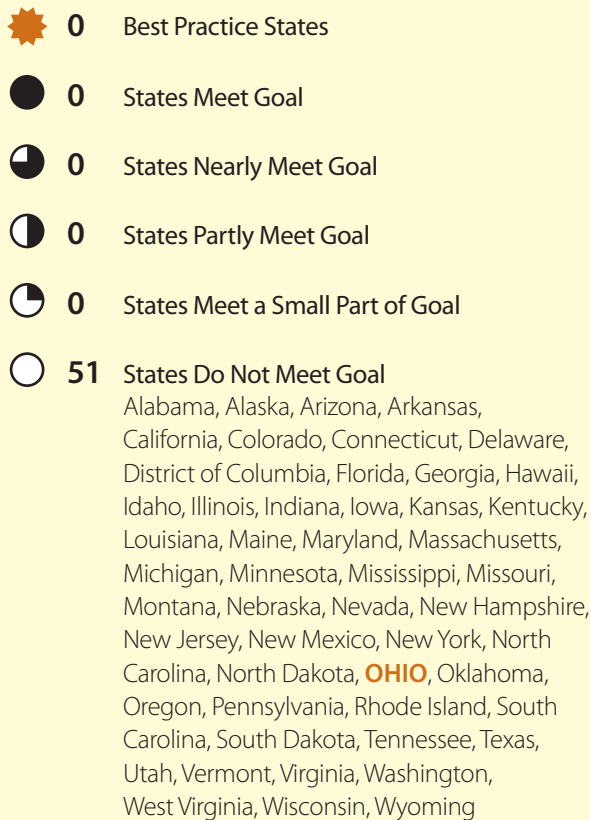 0 Best Practice States
0 States Meet Goal
0 States Nearly Meet Goal
0 States Partly Meet Goal
0 States Meet a Small Part of Goal
51 States Do Not Meet Goal
Alabama, Alaska, Arizona, Arkansas,
California, Colorado, Connecticut, Delaware,
District of Columbia, Florida, Georgia, Hawaii,
Idaho, Illinois, Indiana, Iowa, Kansas, Kentucky,
Louisiana, Maine, Maryland, Massachusetts,
Michigan, Minnesota, Mississippi, Missouri,
Montana, Nebraska, Nevada, New Hampshire,
New Jersey, New Mexico, New York, North
Carolina, North Dakota, OHIO, Oklahoma,
Oregon, Pennsylvania, Rhode Island, South
Carolina, South Dakota, Tennessee, Texas,
Utah, Vermont, Virginia, Washington,
West Virginia, Wisconsin, Wyoming